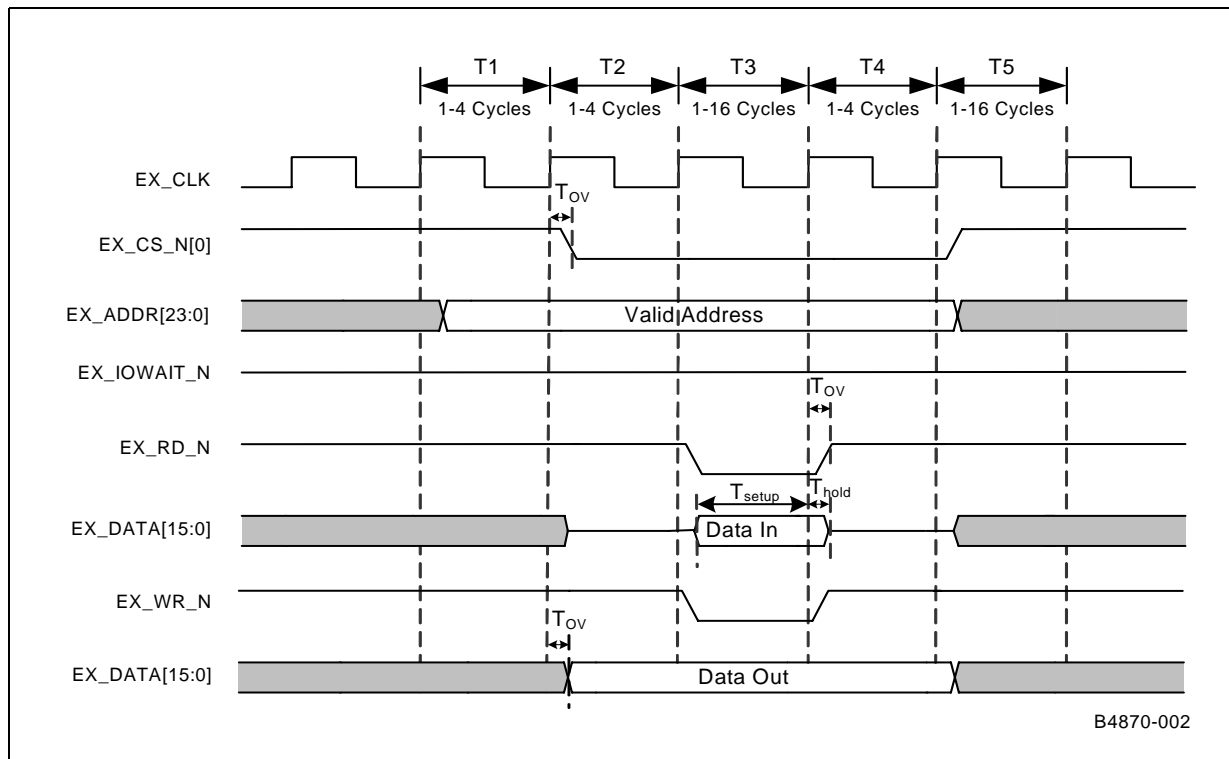 T1 T2 T3 T4 T5
1-4 Cycles 1-4 Cycles 1-16 Cycles 1-4 Cycles 1-16 Cycles
EX_CLK
TOV
EX_CS_N[0]
EX_ADDR[23:0] Valid Address
EX_IOWAIT_N
TOV
EX_RD_N
Tsetup Thold
EX_DATA[15:0] Data In
EX_WR_N
TOV
EX_DATA[15:0] Data Out
B4870-002